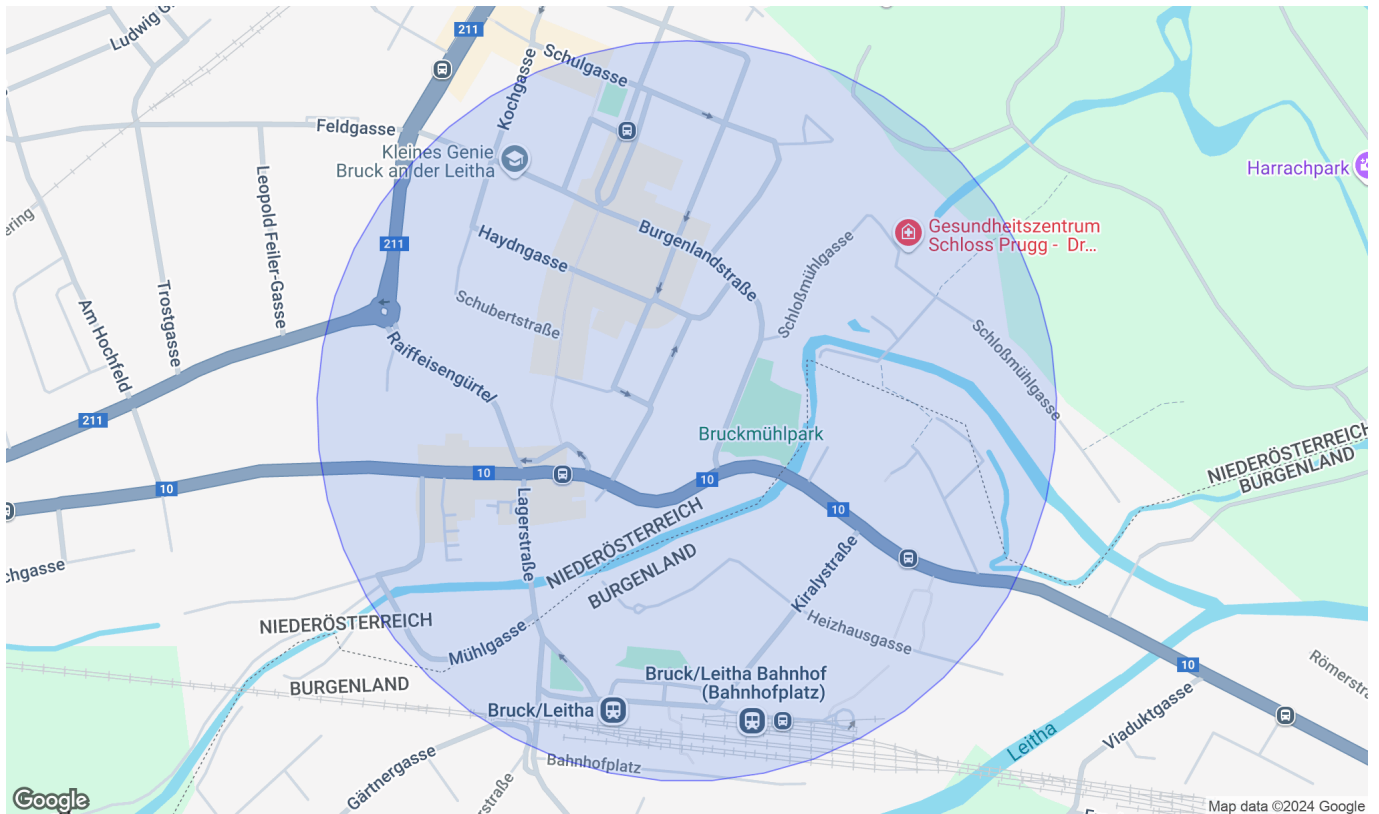 Ludwig G
211
Schulgasse
Kochgasse
Feldgasse
Kleines Genie
Bruck an der Leitha
Harrachpark
Leopold Feiler-Gasse
ering
Gesundheitszentrum
Schloss Prugg - Dr...
211
Haydngasse
Burgenlandstraße
Schloßmühlgasse
Trostgasse
Am Hochfeld
Schubertstraße
Raiffeisengürtel
Schloßmühlgasse
211
Bruckmühlpark
NIEDERÖSTERREICH
BURGENLAND
10
10
10
10
Lagerstraße
NIEDERÖSTERREICH
BURGENLAND
chgasse
Kiralystraße
NIEDERÖSTERREICH
Heizhausgasse
Mühlgasse
BURGENLAND
Bruck/Leitha Bahnhof
(Bahnhofplatz)
10
Römerstra
Bruck/Leitha
Viaduktgasse
Leitha
Bahnhofplatz
Gärtnergasse
rstraße
Google
Map data ©2024 Google